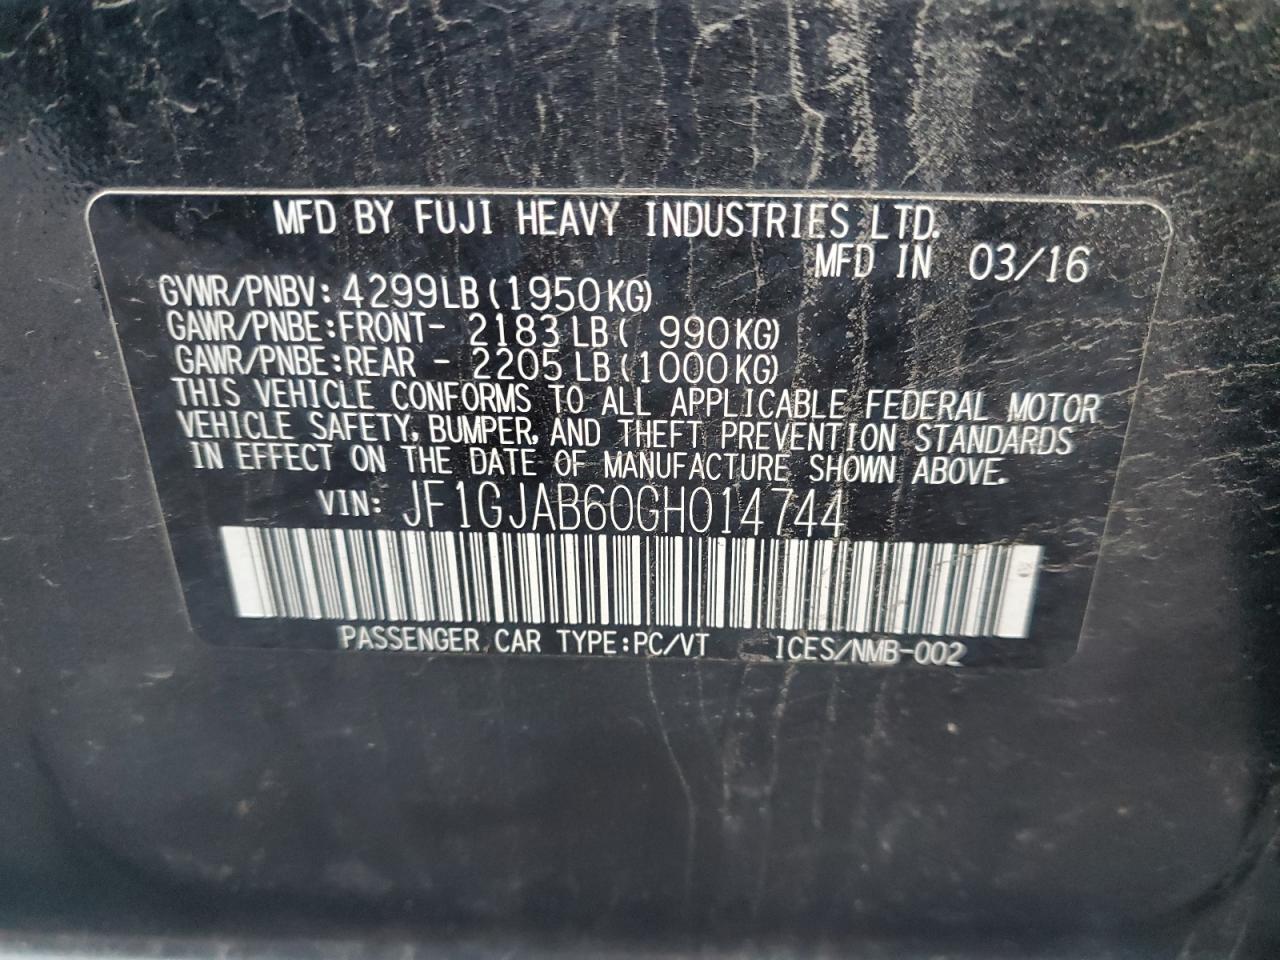 MFD BY FUJI HEAVY INDUSTRIES LTD.
MFD IN 03/16
GVWR/PNBV: 4299LB(1950KG)
GAWR/PNBE:FRONT- 2183LB( 990KG)
GAWR/PNBE:REAR - 2205LB(1000KG)
THIS VEHICLE CONFORMS TO ALL APPLICABLE FEDERAL MOTOR
VEHICLE SAFETY, BUMPER, AND THEFT PREVENTION STANDARDS
IN EFFECT ON THE DATE OF MANUFACTURE SHOWN ABOVE.
VIN: JF1GJAB60GH014744
PASSENGER CAR TYPE:PC/VT ICES/NMB-002